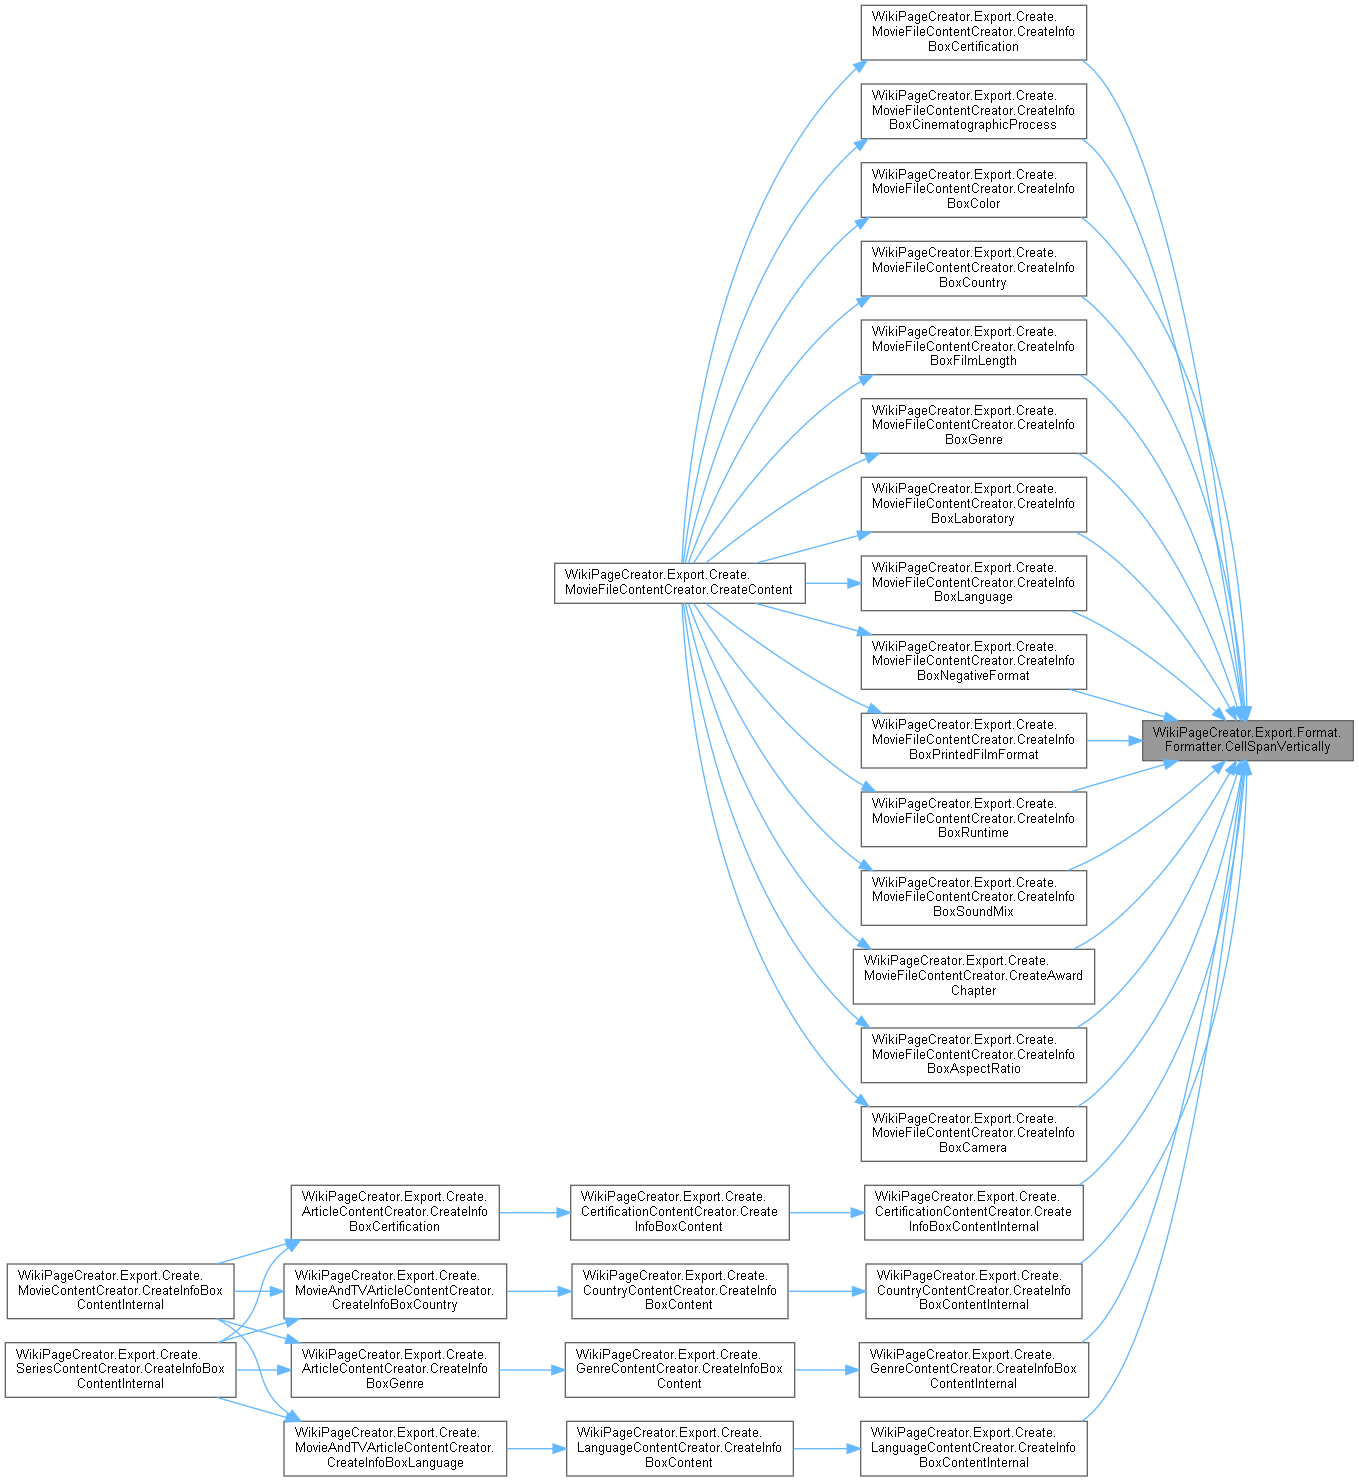 WikiPageCreator.Export.Create.
MovieFileContentCreator.CreateInfo
BoxCertification
WikiPageCreator.Export.Create.
MovieFileContentCreator.CreateInfo
BoxCinematographicProcess
WikiPageCreator.Export.Create.
MovieFileContentCreator.CreateInfo
BoxColor
WikiPageCreator.Export.Create.
MovieFileContentCreator.CreateInfo
BoxCountry
WikiPageCreator.Export.Create.
MovieFileContentCreator.CreateInfo
BoxFilmLength
WikiPageCreator.Export.Create.
MovieFileContentCreator.CreateInfo
BoxGenre
WikiPageCreator.Export.Create.
MovieFileContentCreator.CreateInfo
BoxLaboratory
WikiPageCreator.Export.Create.
MovieFileContentCreator.CreateContent
WikiPageCreator.Export.Create.
MovieFileContentCreator.CreateInfo
BoxLanguage
WikiPageCreator.Export.Create.
MovieFileContentCreator.CreateInfo
BoxNegativeFormat
WikiPageCreator.Export.Create.
MovieFileContentCreator.CreateInfo
BoxPrintedFilmFormat
WikiPageCreator.Export.Format.
Formatter.CellSpanVertically
WikiPageCreator.Export.Create.
MovieFileContentCreator.CreateInfo
BoxRuntime
WikiPageCreator.Export.Create.
MovieFileContentCreator.CreateInfo
BoxSoundMix
WikiPageCreator.Export.Create.
MovieFileContentCreator.CreateAward
Chapter
WikiPageCreator.Export.Create.
MovieFileContentCreator.CreateInfo
BoxAspectRatio
WikiPageCreator.Export.Create.
MovieFileContentCreator.CreateInfo
BoxCamera
WikiPageCreator.Export.Create.
ArticleContentCreator.CreateInfo
BoxCertification
WikiPageCreator.Export.Create.
CertificationContentCreator.Create
InfoBoxContent
WikiPageCreator.Export.Create.
CertificationContentCreator.Create
InfoBoxContentInternal
WikiPageCreator.Export.Create.
MovieContentCreator.CreateInfoBox
ContentInternal
WikiPageCreator.Export.Create.
MovieAndTVArticleContentCreator.
CreateInfoBoxCountry
WikiPageCreator.Export.Create.
CountryContentCreator.CreateInfo
BoxContent
WikiPageCreator.Export.Create.
CountryContentCreator.CreateInfo
BoxContentInternal
WikiPageCreator.Export.Create.
SeriesContentCreator.CreateInfoBox
ContentInternal
WikiPageCreator.Export.Create.
ArticleContentCreator.CreateInfo
BoxGenre
WikiPageCreator.Export.Create.
GenreContentCreator.CreateInfoBox
Content
WikiPageCreator.Export.Create.
GenreContentCreator.CreateInfoBox
ContentInternal
WikiPageCreator.Export.Create.
MovieAndTVArticleContentCreator.
CreateInfoBoxLanguage
WikiPageCreator.Export.Create.
LanguageContentCreator.CreateInfo
BoxContent
WikiPageCreator.Export.Create.
LanguageContentCreator.CreateInfo
BoxContentInternal